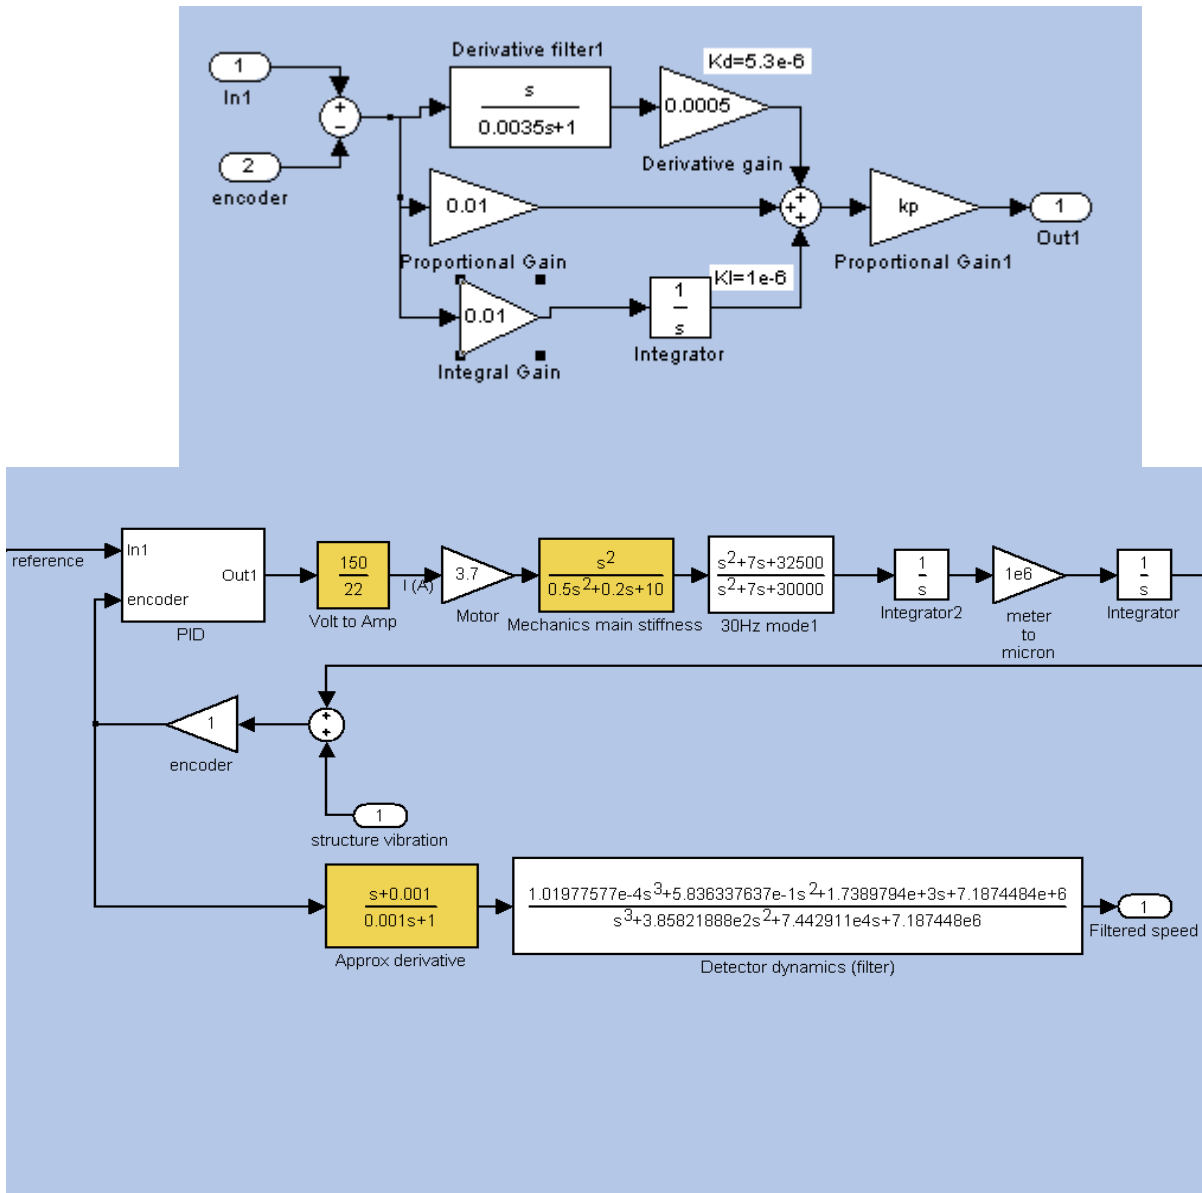 Derivative filter1
Kd=5.3e-6
1
In1
s
0.0035s+1
0.0005
+
−
2
encoder
Derivative gain
0.01
+
+
+
kp
1
Out1
Proportional Gain
Proportional Gain1
KI=1e-6
0.01
1
s
Integrator
Integral Gain
reference
In1
Out1
encoder
PID
150
22
Volt to Amp
I (A)
3.7
Motor
s2
0.5s2+0.2s+10
Mechanics main stiffness
s2+7s+32500
s2+7s+30000
30Hz mode1
1
s
Integrator2
1e6
meter
to
micron
1
s
Integrator
1
encoder
+
+
1
structure vibration
s+0.001
0.001s+1
Approx derivative
1.01977577e-4s3+5.836337637e-1s2+1.7389794e+3s+7.1874484e+6
s3+3.85821888e2s2+7.442911e4s+7.187448e6
Detector dynamics (filter)
1
Filtered speed